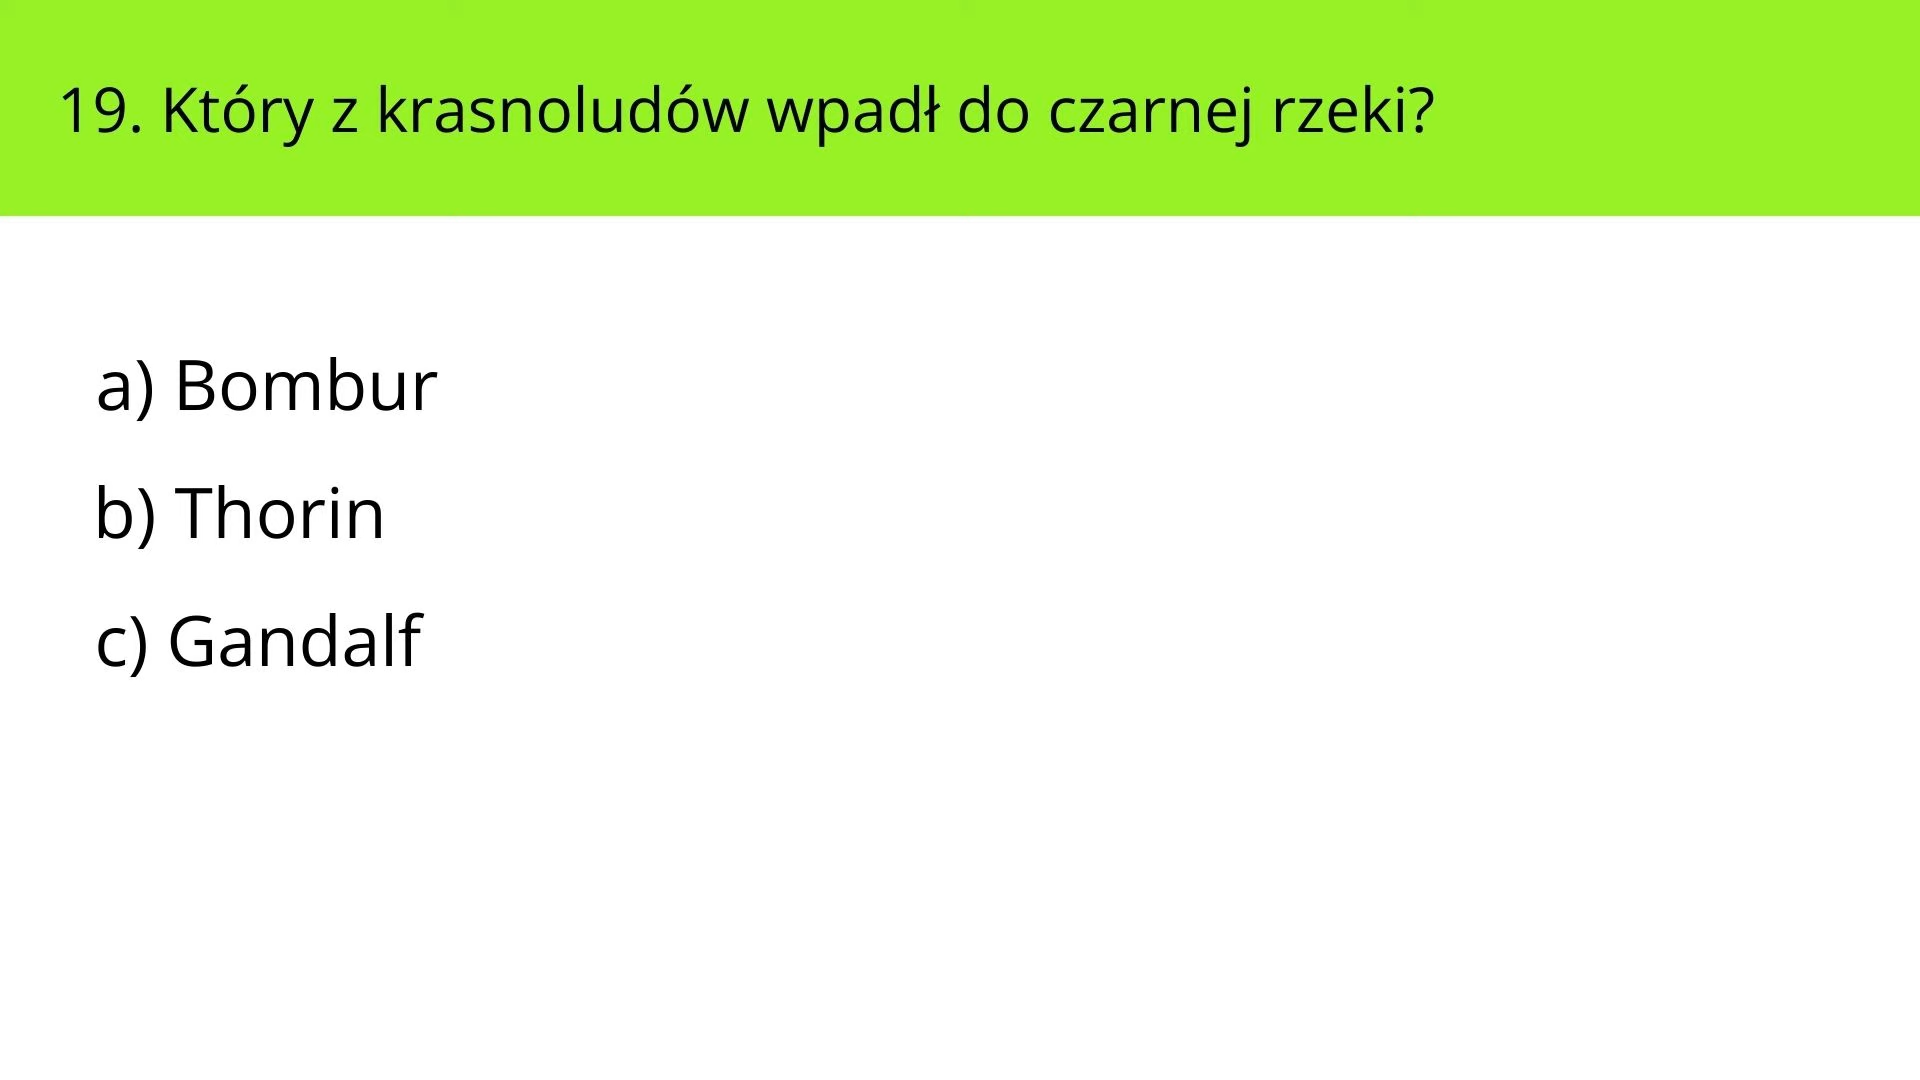 19. Który z krasnoludów wpadł do czarnej rzeki?
a) Bombur
b) Thorin
c) Gandalf